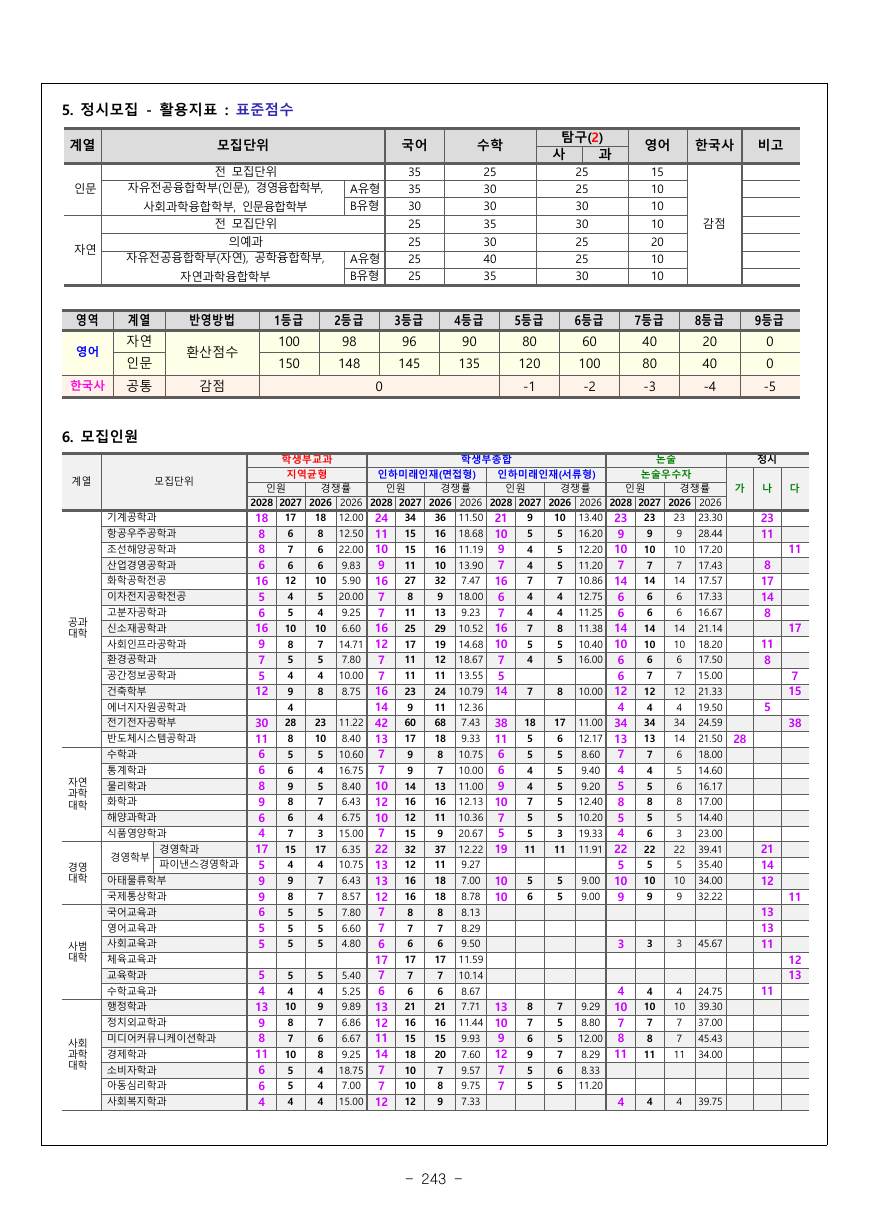 5. 정시모집 - 활용지표 : 표준점수
계열 모집단위 국어 수학 탐구(2) 영어 한국사 비고
사 과
인문 전 모집단위 35 25 25 15 감점
자유전공융합학부(인문), 경영융합학부, A유형 35 30 25 10
사회과학융합학부, 인문융합학부 B유형 30 30 30 10
자연 전 모집단위 25 35 30 10
의예과 25 30 25 20
자유전공융합학부(자연), 공학융합학부, A유형 25 40 25 10
자연과학융합학부 B유형 25 35 30 10
영역 계열 반영방법 1등급 2등급 3등급 4등급 5등급 6등급 7등급 8등급 9등급
영어 자연 환산점수 100 98 96 90 80 60 40 20 0
인문 150 148 145 135 120 100 80 40 0
한국사 공통 감점 0 -1 -2 -3 -4 -5
6. 모집인원
계열 모집단위 학생부교과 학생부종합 논술 정시
지역균형 인하미래인재(면접형) 인하미래인재(서류형) 논술우수자 가 나 다
인원 경쟁률 인원 경쟁률 인원 경쟁률 인원 경쟁률
2028 2027 2026 2026 2028 2027 2026 2026 2028 2027 2026 2026 2028 2027 2026 2026
공과대학 기계공학과 18 17 18 12.00 24 34 36 11.50 21 9 10 13.40 23 23 23 23.30 23
항공우주공학과 8 6 8 12.50 11 15 16 18.68 10 5 5 16.20 9 9 9 28.44 11
조선해양공학과 8 7 6 22.00 10 15 16 11.19 9 4 5 12.20 10 10 10 17.20 11
산업경영공학과 6 6 6 9.83 9 11 10 13.90 7 4 5 11.20 7 7 7 17.43 8
화학공학전공 16 12 10 5.90 16 27 32 7.47 16 7 7 10.86 14 14 14 17.57 17
이차전지공학전공 5 4 5 20.00 7 8 9 18.00 6 4 4 12.75 6 6 6 17.33 14
고분자공학과 6 5 4 9.25 7 11 13 9.23 7 4 4 11.25 6 6 6 16.67 8
신소재공학과 16 10 10 6.60 16 25 29 10.52 16 7 8 11.38 14 14 14 21.14 17
사회인프라공학과 9 8 7 14.71 12 17 19 14.68 10 5 5 10.40 10 10 10 18.20 11
환경공학과 7 5 5 7.80 7 11 12 18.67 7 4 5 16.00 6 6 6 17.50 8
공간정보공학과 5 4 4 10.00 7 11 11 13.55 5 6 7 7 15.00 7
건축학부 12 9 8 8.75 16 23 24 10.79 14 7 8 10.00 12 12 12 21.33 15
에너지자원공학과 4 14 9 11 12.36 4 4 4 19.50 5
전기전자공학부 30 28 23 11.22 42 60 68 7.43 38 18 17 11.00 34 34 34 24.59 38
반도체시스템공학과 11 8 10 8.40 13 17 18 9.33 11 5 6 12.17 13 13 14 21.50 28
자연과학대학 수학과 6 5 5 10.60 7 9 8 10.75 6 5 5 8.60 7 7 6 18.00
통계학과 6 6 4 16.75 7 9 7 10.00 6 4 5 9.40 4 4 5 14.60
물리학과 8 9 5 8.40 10 14 13 11.00 9 4 5 9.20 5 5 6 16.17
화학과 9 8 7 6.43 12 16 16 12.13 10 7 5 12.40 8 8 8 17.00
해양과학과 6 6 4 6.75 10 12 11 10.36 7 5 5 10.20 5 5 5 14.40
식품영양학과 4 7 3 15.00 7 15 9 20.67 5 5 3 19.33 4 6 3 23.00
경영대학 경영학부 경영학과 17 15 17 6.35 22 32 37 12.22 19 11 11 11.91 22 22 22 39.41 21
파이낸스경영학과 5 4 4 10.75 13 12 11 9.27 5 5 5 35.40 14
아태물류학부 9 9 7 6.43 13 16 18 7.00 10 5 5 9.00 10 10 10 34.00 12
국제통상학과 9 8 7 8.57 12 16 18 8.78 10 6 5 9.00 9 9 9 32.22 11
사범대학 국어교육과 6 5 5 7.80 7 8 8 8.13 13
영어교육과 5 5 5 6.60 7 7 7 8.29 13
사회교육과 5 5 5 4.80 6 6 6 9.50 3 3 3 45.67 11
체육교육과 17 17 17 11.59 12
교육학과 5 5 5 5.40 7 7 7 10.14 13
수학교육과 4 4 4 5.25 6 6 6 8.67 4 4 4 24.75 11
사회과학대학 행정학과 13 10 9 9.89 13 21 21 7.71 13 8 7 9.29 10 10 10 39.30
정치외교학과 9 8 7 6.86 12 16 16 11.44 10 7 5 8.80 7 7 7 37.00
미디어커뮤니케이션학과 8 7 6 6.67 11 15 15 9.93 9 6 5 12.00 8 8 7 45.43
경제학과 11 10 8 9.25 14 18 20 7.60 12 9 7 8.29 11 11 11 34.00
소비자학과 6 5 4 18.75 7 10 7 9.57 7 5 6 8.33
아동심리학과 6 5 4 7.00 7 10 8 9.75 7 5 5 11.20
사회복지학과 4 4 4 15.00 12 12 9 7.33 4 4 4 39.75
- 243 -